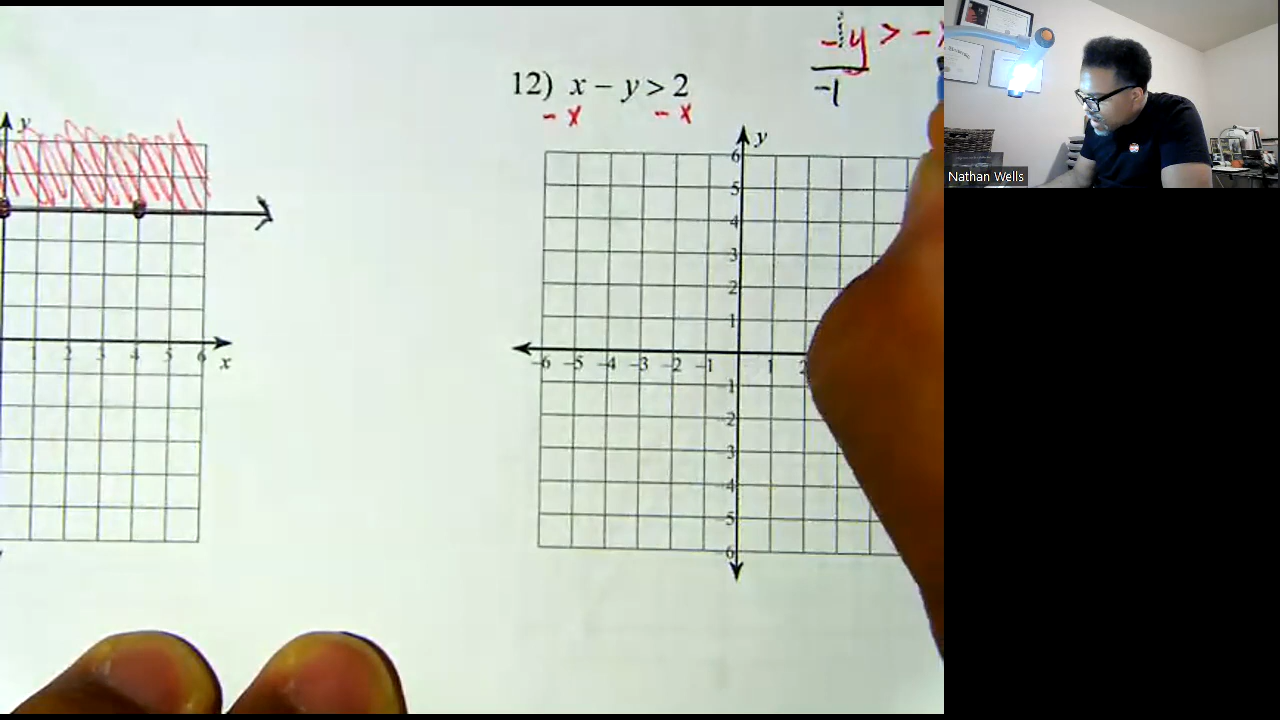 12) x − y > 2
- x - x
-1y > -x
-1
y
1 2 3 4 5 6
x
y
6
5
4
3
2
1
-6 -5 -4 -3 -2 -1 1 2
-1
-2
-3
-4
-5
-6
x
Nathan Wells